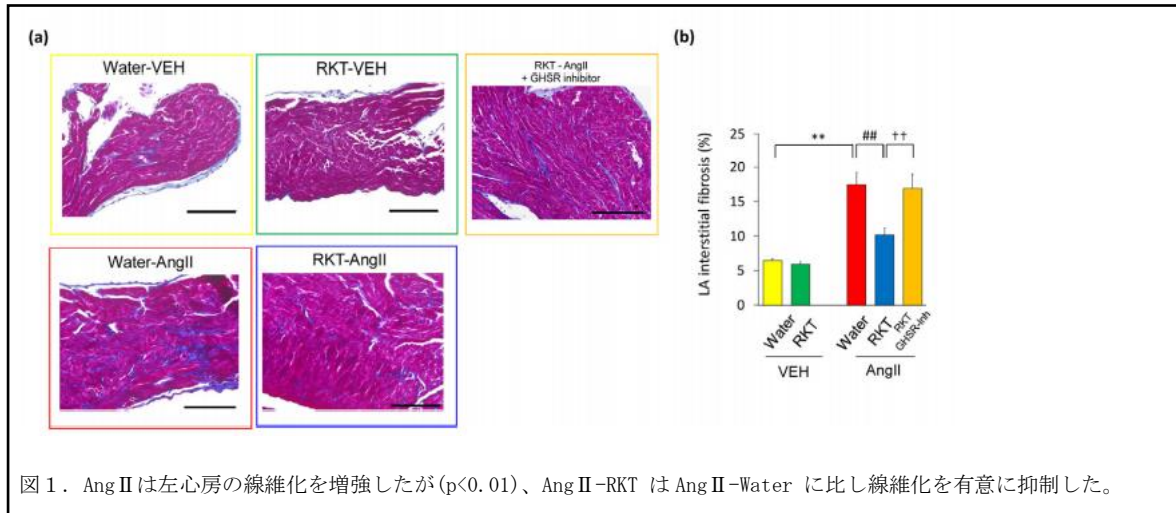 (a)
Water-VEH
RKT-VEH
RKT - AngII
+ GHSR inhibitor
Water-AngII
RKT-AngII
(b)
LA interstitial fibrosis (%)
25
20
15
10
5
0
**
##
††
Water
RKT
Water
RKT
RKT
GHSR-Inh
VEH
AngII
図１. AngⅡは左心房の線維化を増強したが(p<0.01)、AngⅡ-RKT は AngⅡ-Water に比し線維化を有意に抑制した。